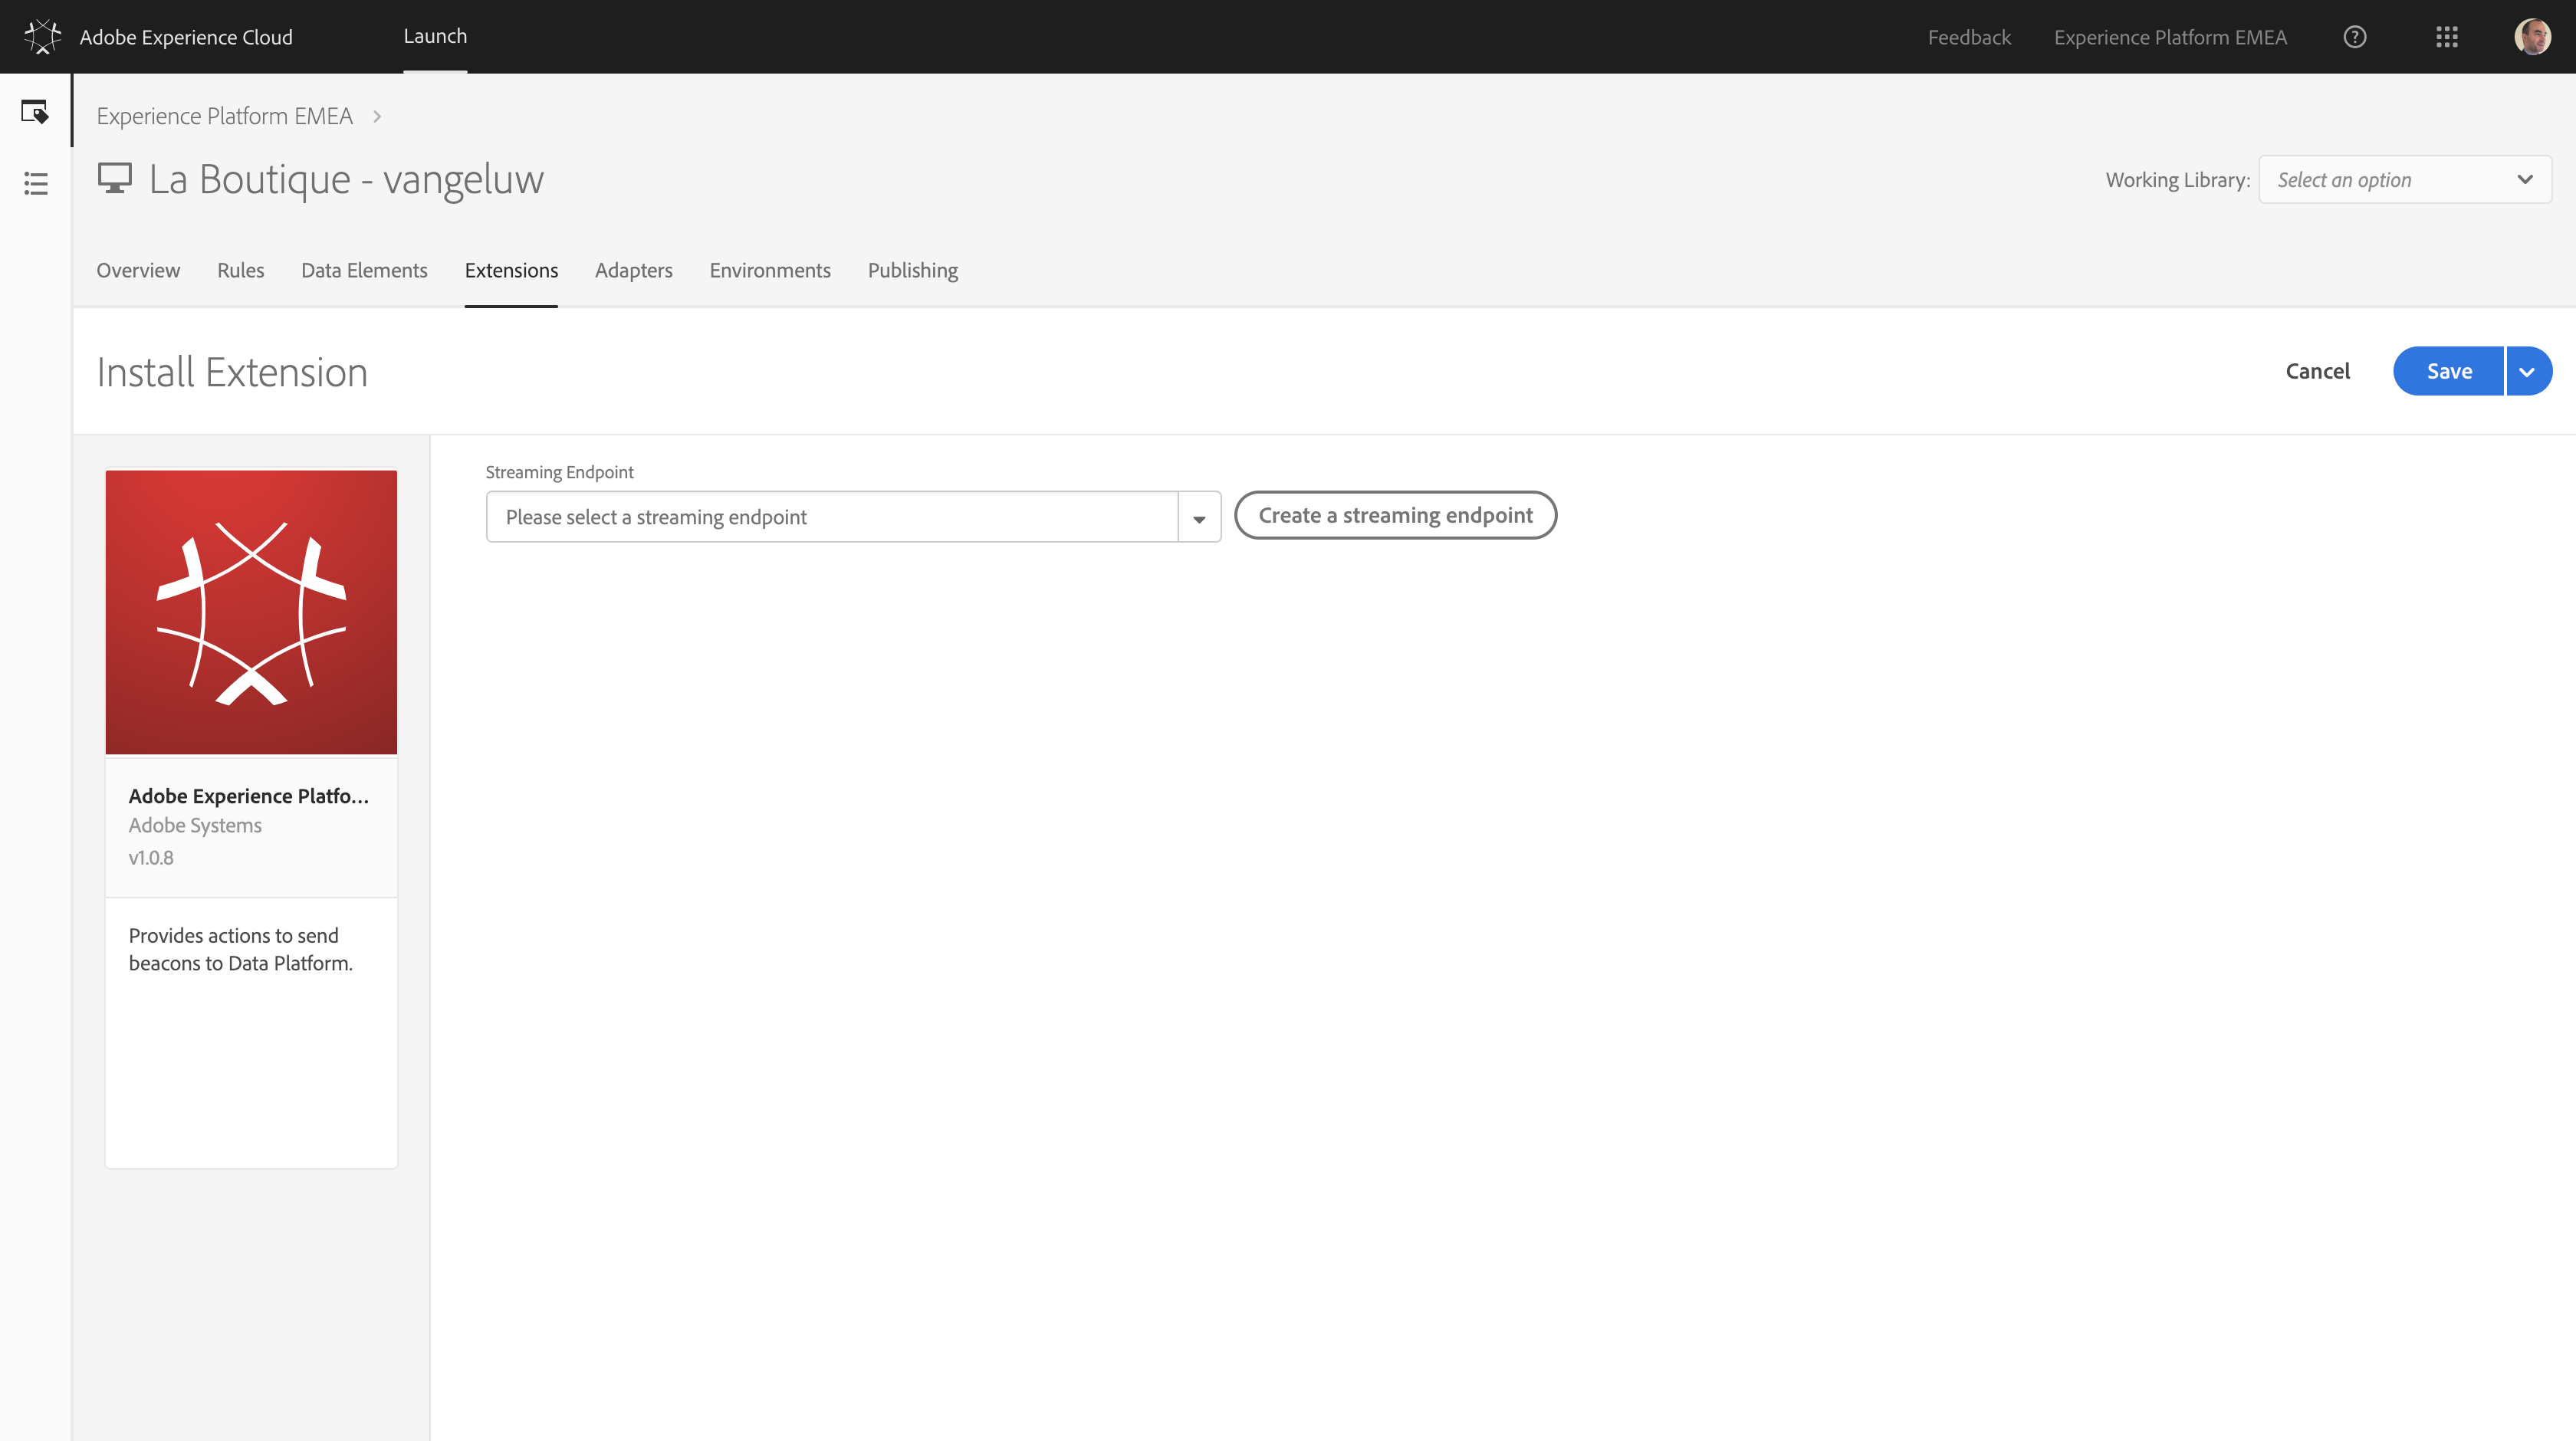 Adobe Experience Cloud
Launch
Feedback
Experience Platform EMEA
Experience Platform EMEA
La Boutique - vangeluw
Working Library:
Select an option
Overview
Rules
Data Elements
Extensions
Adapters
Environments
Publishing
Install Extension
Cancel
Save
Streaming Endpoint
Please select a streaming endpoint
Create a streaming endpoint
Adobe Experience Platfo...
Adobe Systems
v1.0.8
Provides actions to send
beacons to Data Platform.